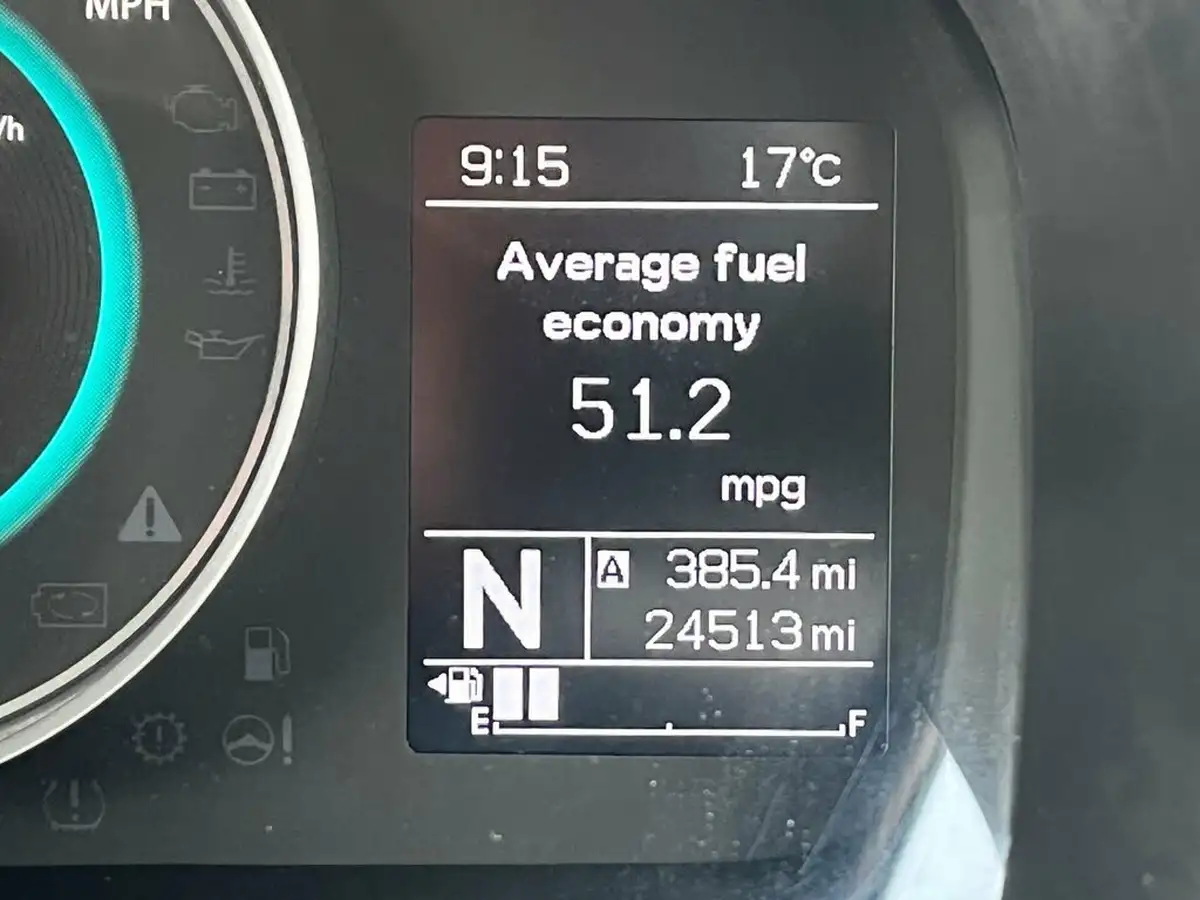 MPH
/h
9:15 17°C
Average fuel
economy
51.2
mpg
N A 385.4 mi
24513 mi
E F